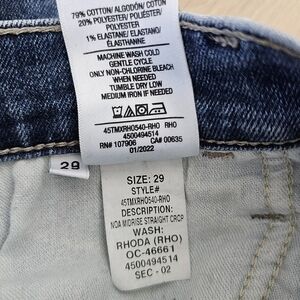 79% COTTON/ ALGODÓN/ COTON
20% POLYESTER/ POLIÉSTER/
POLYESTER
1% ELASTANE/ ELASTANO/
ÉLASTHANNE
MACHINE WASH COLD
GENTLE CYCLE
ONLY NON-CHLORINE BLEACH
WHEN NEEDED
TUMBLE DRY LOW
MEDIUM IRON IF NEEDED
45TMXRHO540-RHO RHO
4500494514
RN# 107906 CA# 00635
01/2022
29
SIZE: 29
STYLE#
45TMXRHO540-RHO
DESCRIPTION:
NOA MIDRISE STRAIGHT CROP
WASH:
RHODA (RHO)
OC-46661
4500494514
SEC - 02